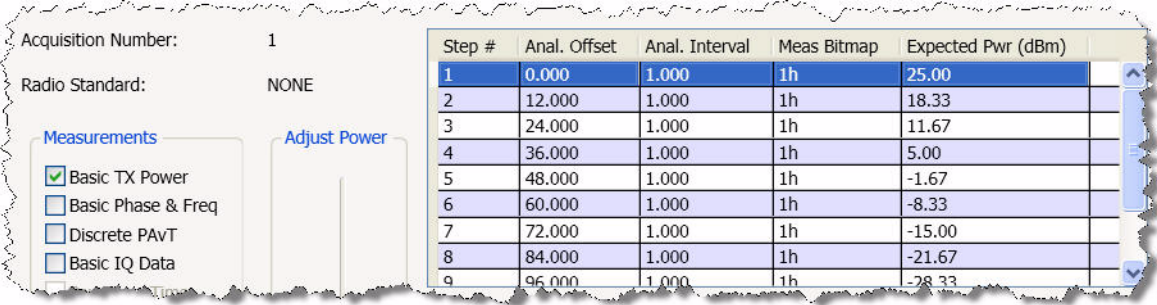 Acquisition Number: 1
Radio Standard: NONE
Measurements
Basic TX Power
Basic Phase & Freq
Discrete PAvT
Basic IQ Data
Adjust Power
Step # Anal. Offset Anal. Interval Meas Bitmap Expected Pwr (dBm)
1 0.000 1.000 1h 25.00
2 12.000 1.000 1h 18.33
3 24.000 1.000 1h 11.67
4 36.000 1.000 1h 5.00
5 48.000 1.000 1h -1.67
6 60.000 1.000 1h -8.33
7 72.000 1.000 1h -15.00
8 84.000 1.000 1h -21.67
9 96.000 1.000 1h -28.33